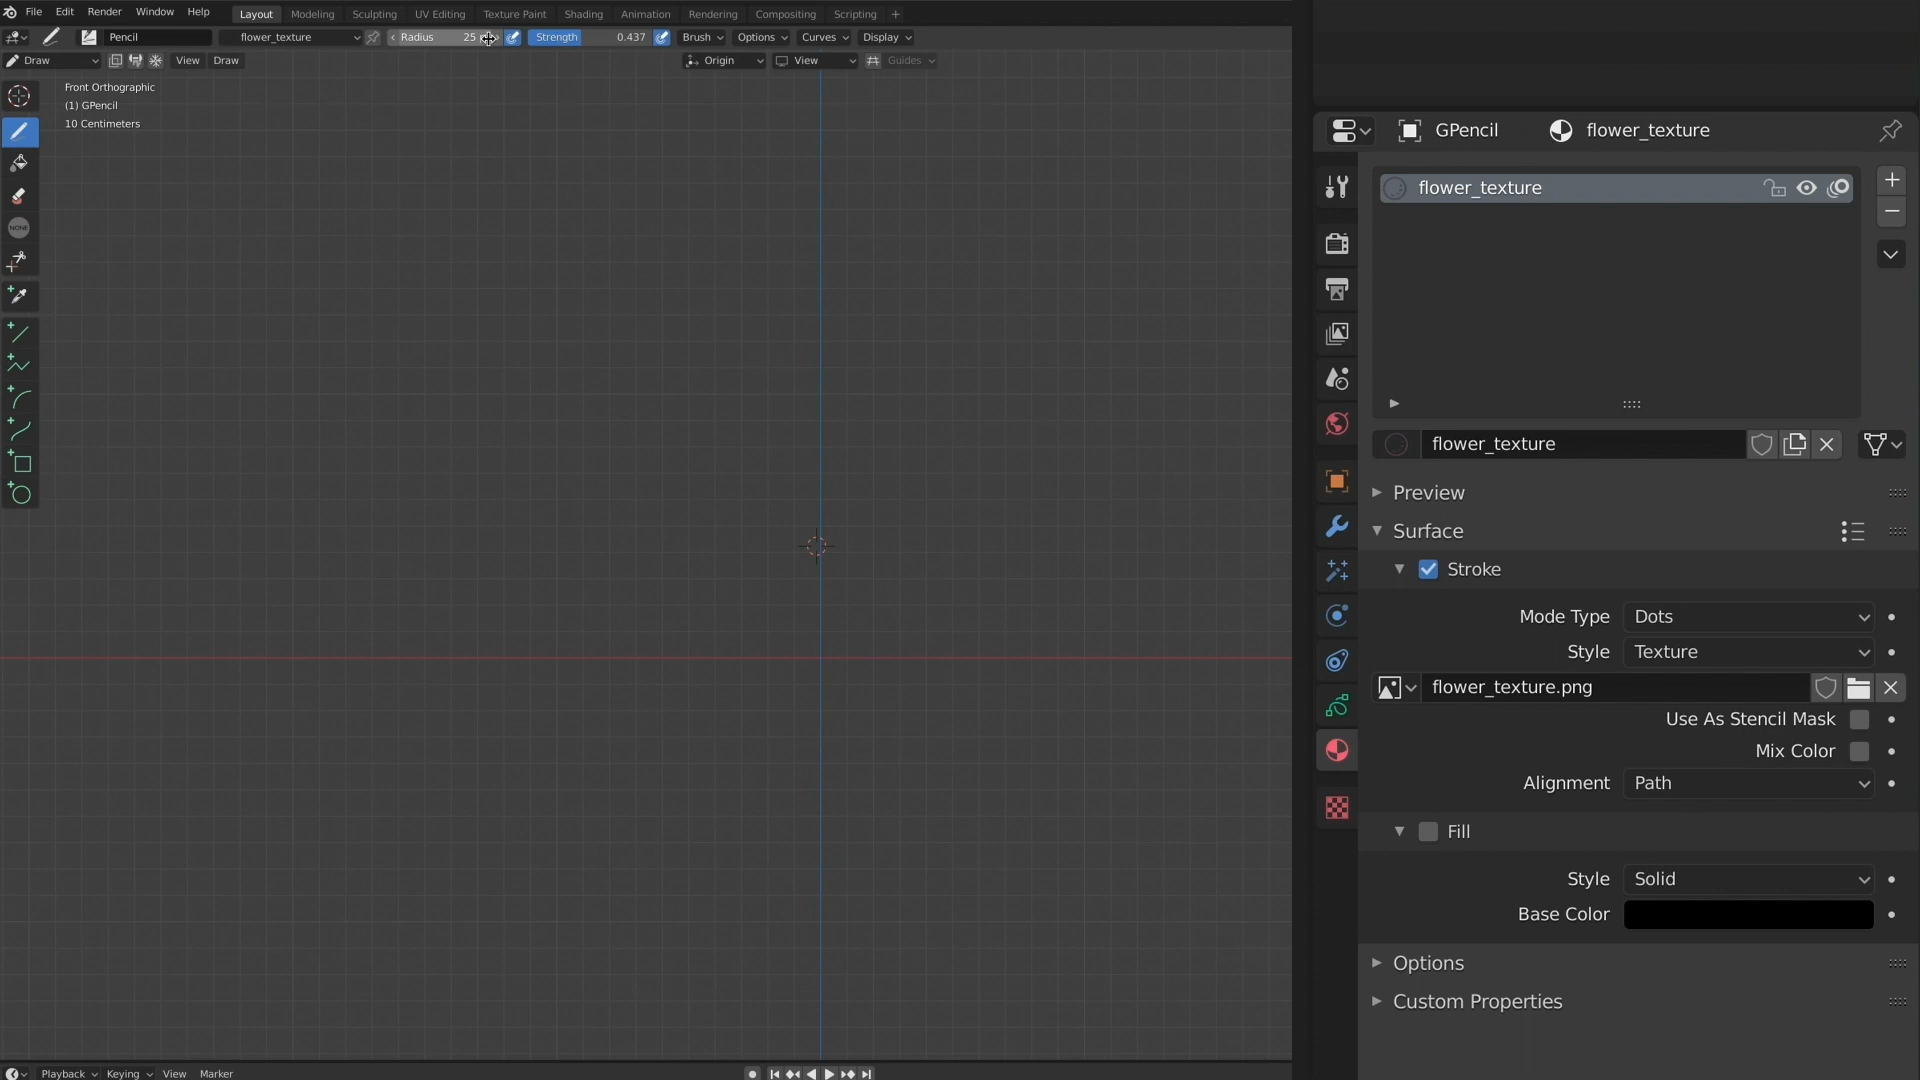 File Edit Render Window Help Layout Modeling Sculpting UV Editing Texture Paint Shading Animation Rendering Compositing Scripting +
Pencil flower_texture Radius 25 Strength 0.437 Brush Options Curves Display
Draw View Draw Origin View Guides
Front Orthographic
(1) GPencil
10 Centimeters
NONE
Playback Keying View Marker
GPencil flower_texture
flower_texture
flower_texture
Preview
Surface
Stroke
Mode Type Dots
Style Texture
flower_texture.png
Use As Stencil Mask
Mix Color
Alignment Path
Fill
Style Solid
Base Color
Options
Custom Properties